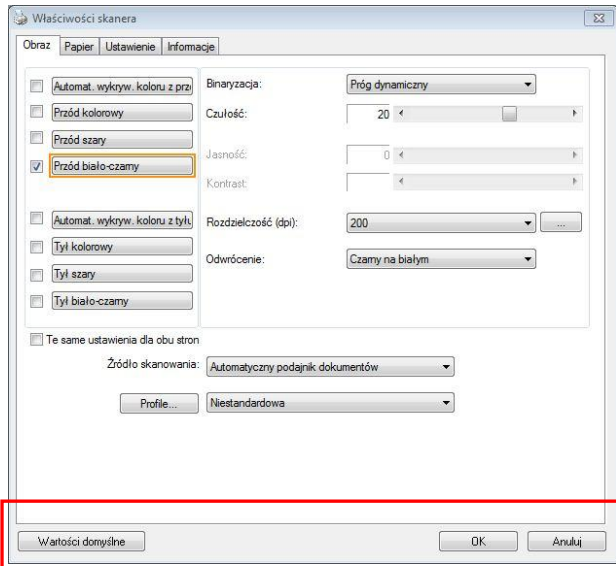 Właściwości skanera
Obraz Papier Ustawienie Informacje
Automat. wykryw. koloru z prz
Przód kolorowy
Przód szary
Przód biało-czarny
Automat. wykryw. koloru z tyłu
Tył kolorowy
Tył szary
Tył biało-czarny
Binaryzacja: Próg dynamiczny
Czułość: 20
Jasność: 0
Kontrast:
Rozdzielczość (dpi): 200 ...
Odwrócenie: Czarny na białym
Te same ustawienia dla obu stron
Źródło skanowania: Automatyczny podajnik dokumentów
Profile... Niestandardowa
Wartości domyślne OK Anuluj